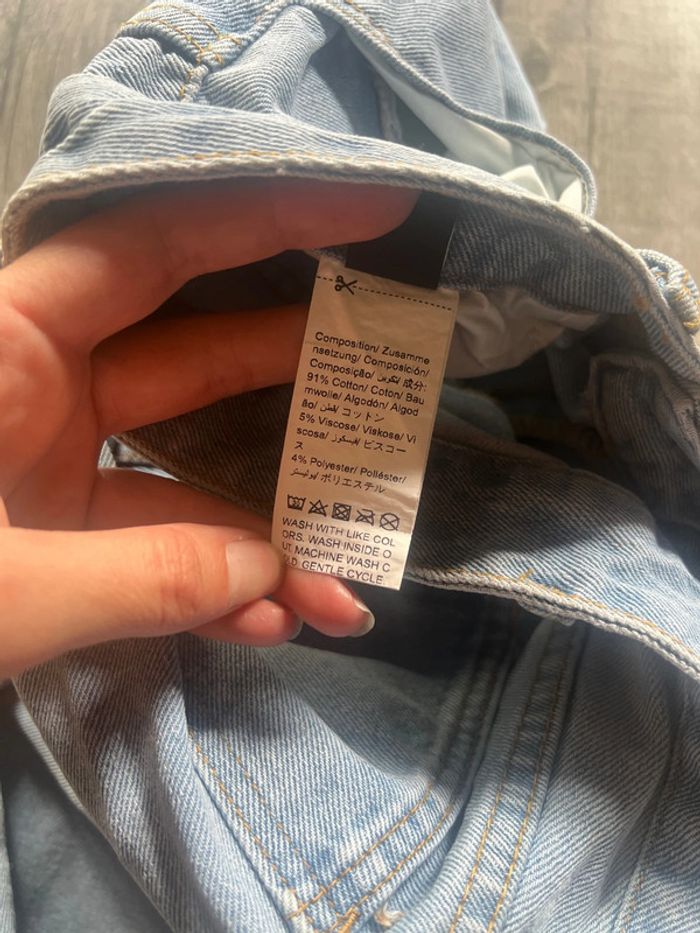 Composition/ Zusamme
nsetzung/ Composición/
Composição/ تكوين/ 成分:
91% Cotton/ Coton/ Bau
mwolle/ Algodón/ Algod
ão/ قطن/ コットン
5% Viscose/ Viskose/ Vi
scosa/ فيسكوز/ ビスコー
ス
4% Polyester/ Poliéster/
بوليستر/ ポリエステル
WASH WITH LIKE COL
ORS. WASH INSIDE O
UT. MACHINE WASH C
OLD GENTLE CYCLE.